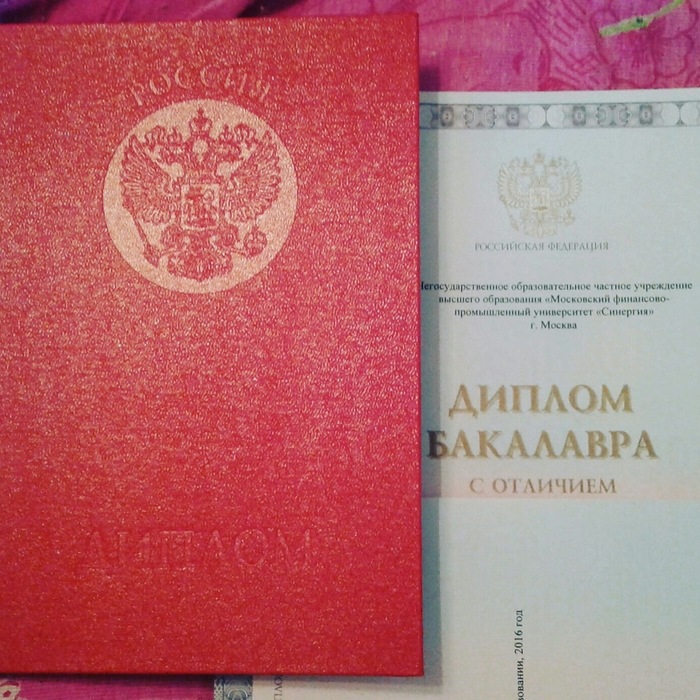 РОССИЯ
ДИПЛОМ
РОССИЙСКАЯ ФЕДЕРАЦИЯ
Негосударственное образовательное частное учреждение
высшего образования «Московский финансово-
промышленный университет «Синергия»
г. Москва
ДИПЛОМ
БАКАЛАВРА
С ОТЛИЧИЕМ
2016 год